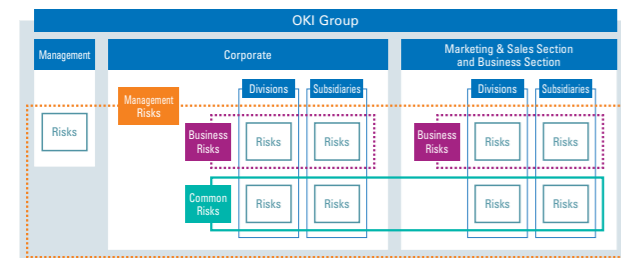 OKI Group
Management
Corporate
Marketing & Sales Section
and Business Section
Management
Risks
Divisions
Subsidiaries
Divisions
Subsidiaries
Risks
Business
Risks
Risks
Risks
Business
Risks
Risks
Risks
Common
Risks
Risks
Risks
Risks
Risks